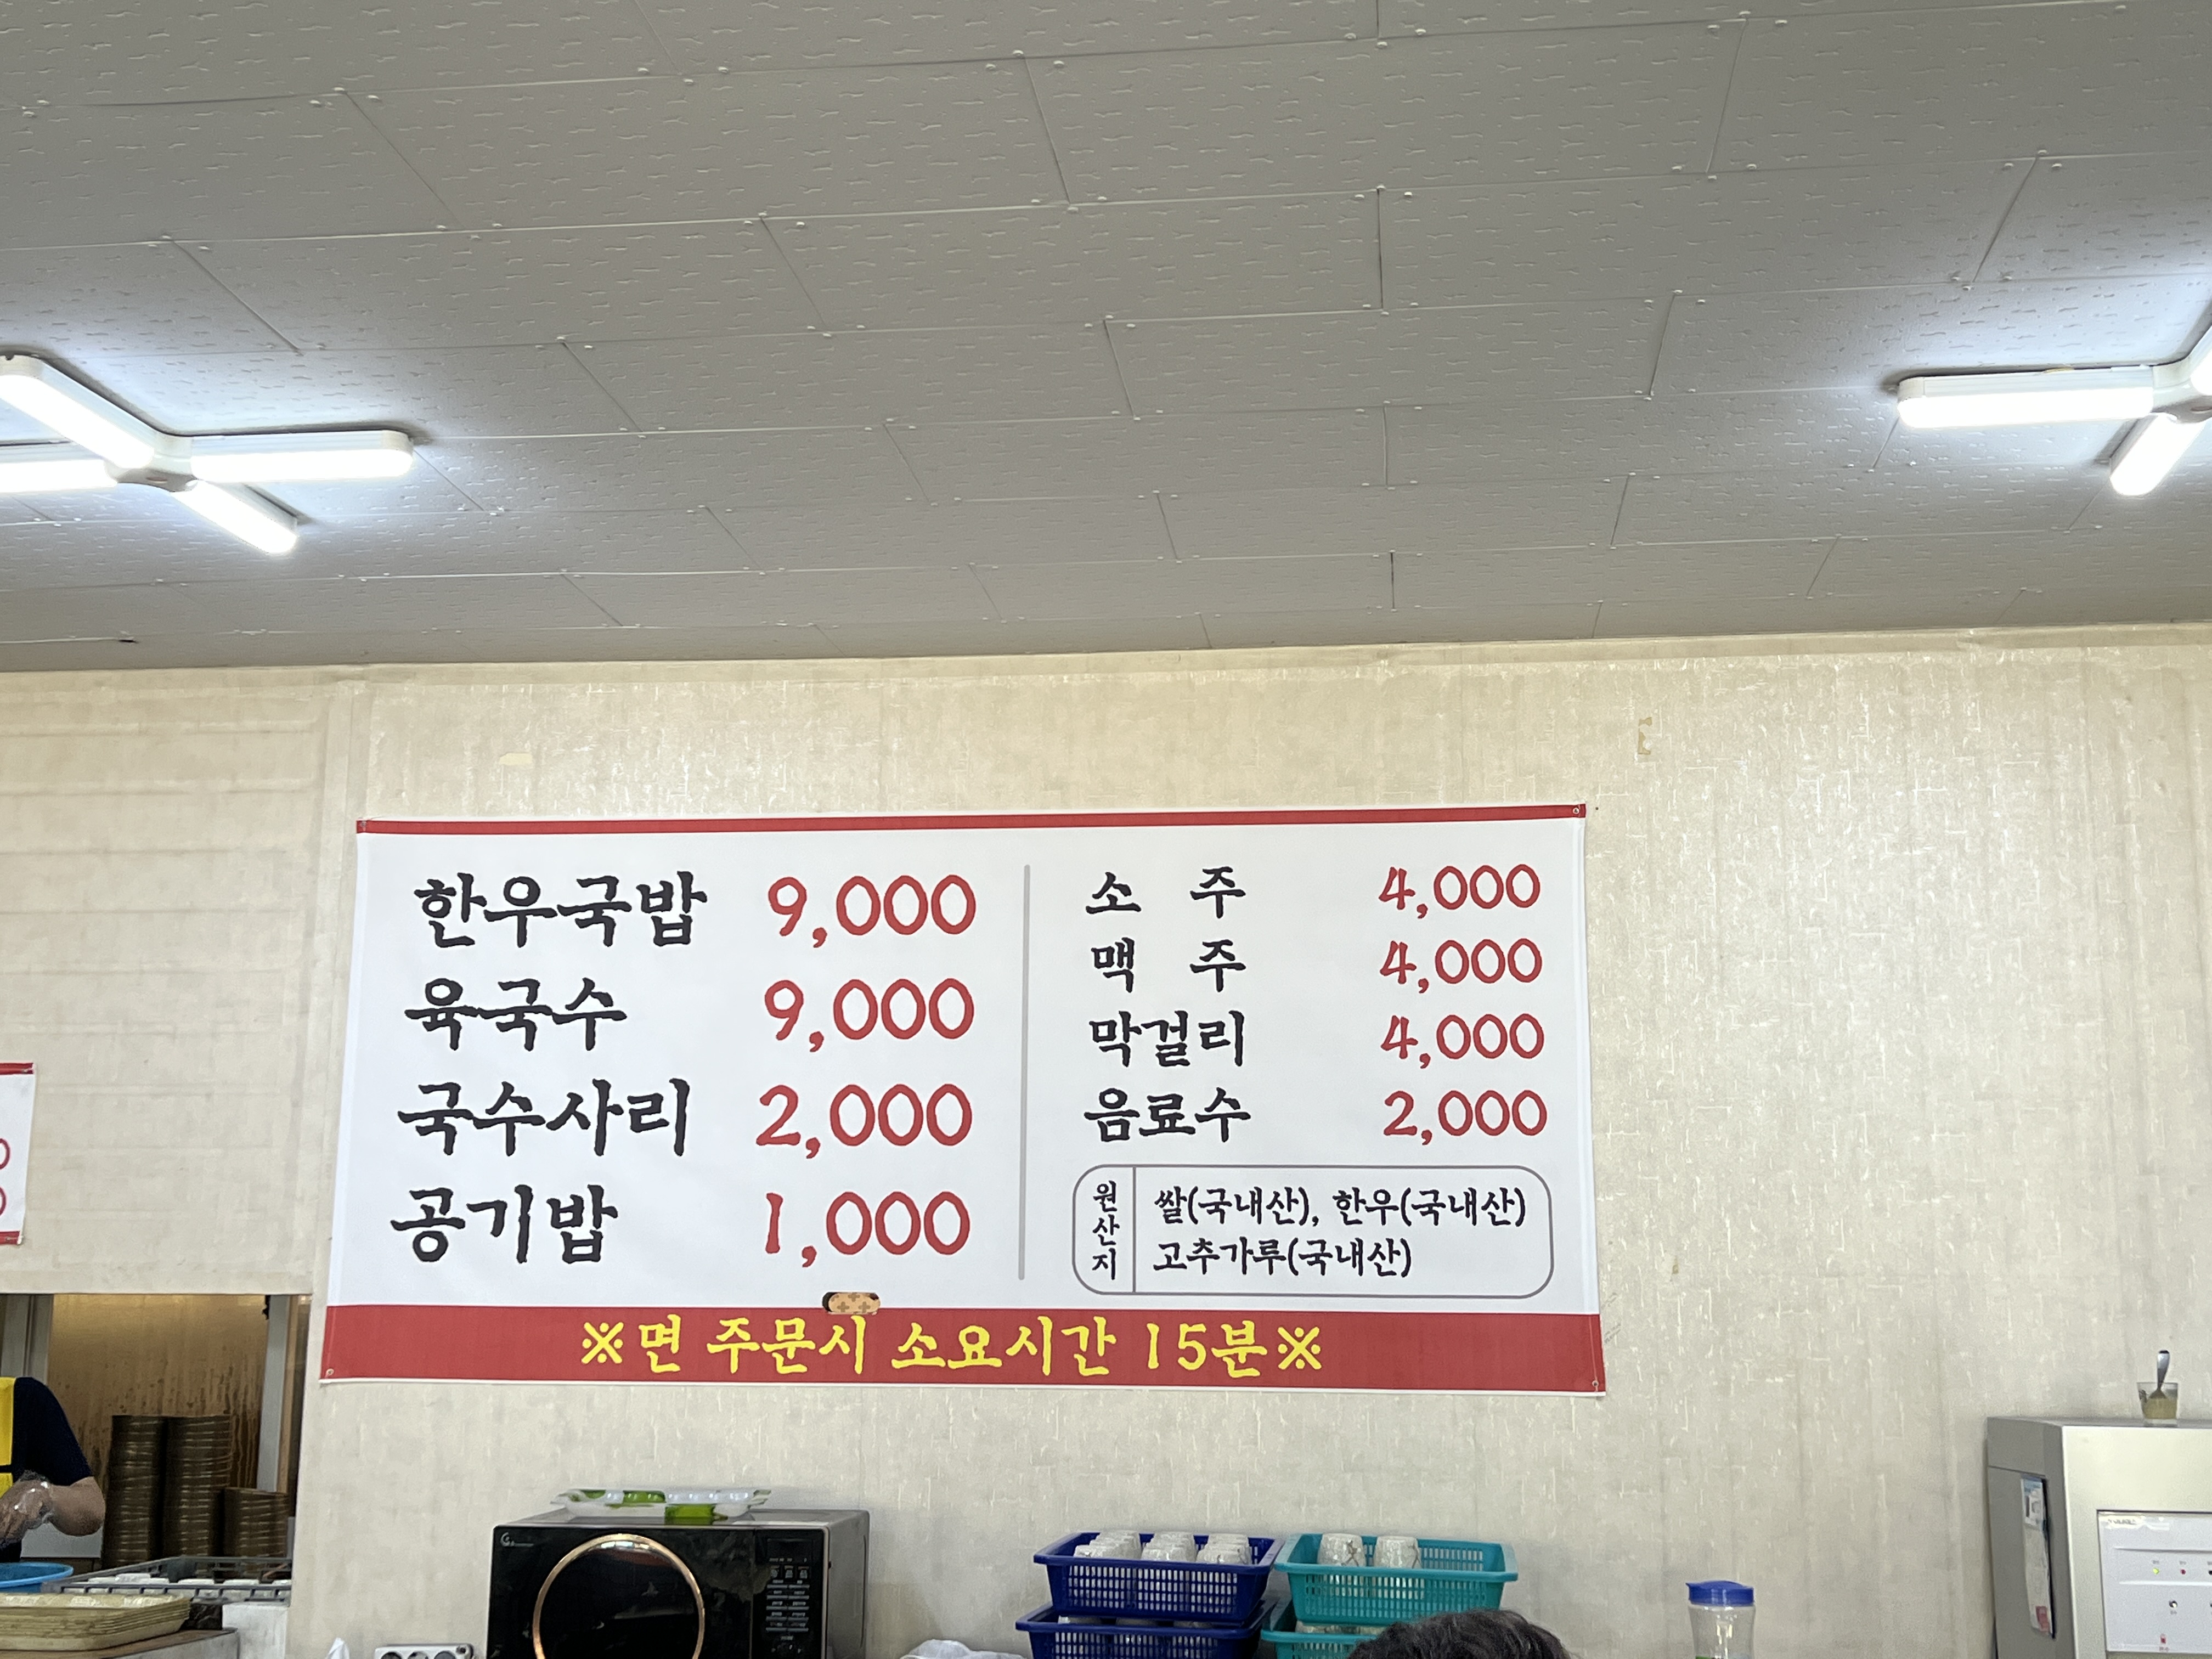 한우국밥 9,000
육국수 9,000
국수사리 2,000
공기밥 1,000
소 주 4,000
맥 주 4,000
막걸리 4,000
음료수 2,000
원산지
쌀(국내산), 한우(국내산)
고추가루(국내산)
※면 주문시 소요시간 15분※